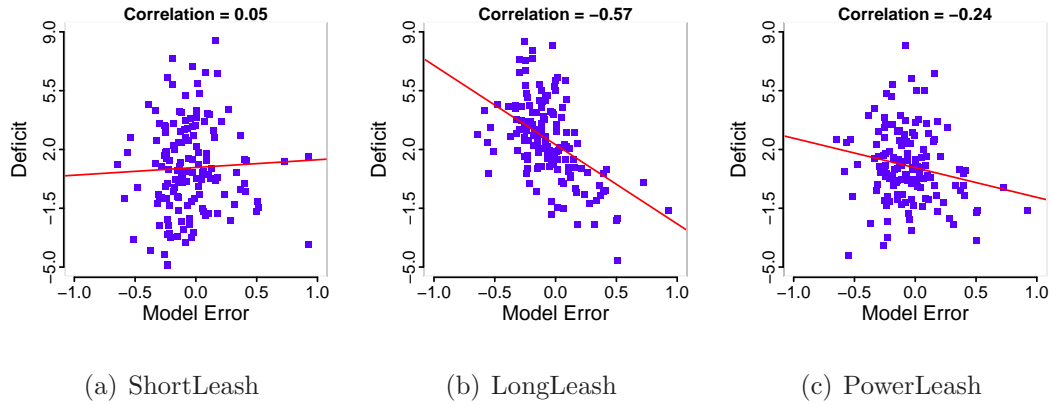 Correlation = 0.05
Deficit
9.0
5.5
2.0
−1.5
−5.0
−1.0 −0.5 0.0 0.5 1.0
Model Error
(a) ShortLeash
Correlation = −0.57
Deficit
9.0
5.5
2.0
−1.5
−5.0
−1.0 −0.5 0.0 0.5 1.0
Model Error
(b) LongLeash
Correlation = −0.24
Deficit
9.0
5.5
2.0
−1.5
−5.0
−1.0 −0.5 0.0 0.5 1.0
Model Error
(c) PowerLeash